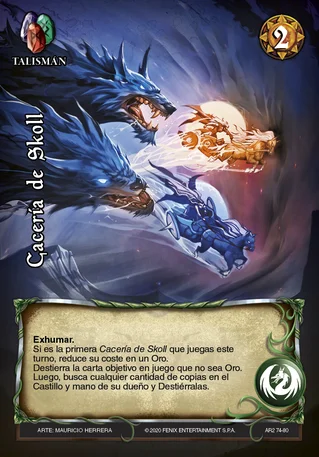 TALISMÁN
2
Cacería de Skoll
Exhumar.
Si es la primera Cacería de Skoll que juegas este
turno, reduce su coste en un Oro.
Destierra la carta objetivo en juego que no sea Oro.
Luego, busca cualquier cantidad de copias en el
Castillo y mano de su dueño y Destiérralas.
ARTE: MAURICIO HERRERA
© 2020 FENIX ENTERTAINMENT S.P.A.
AR2 74-80